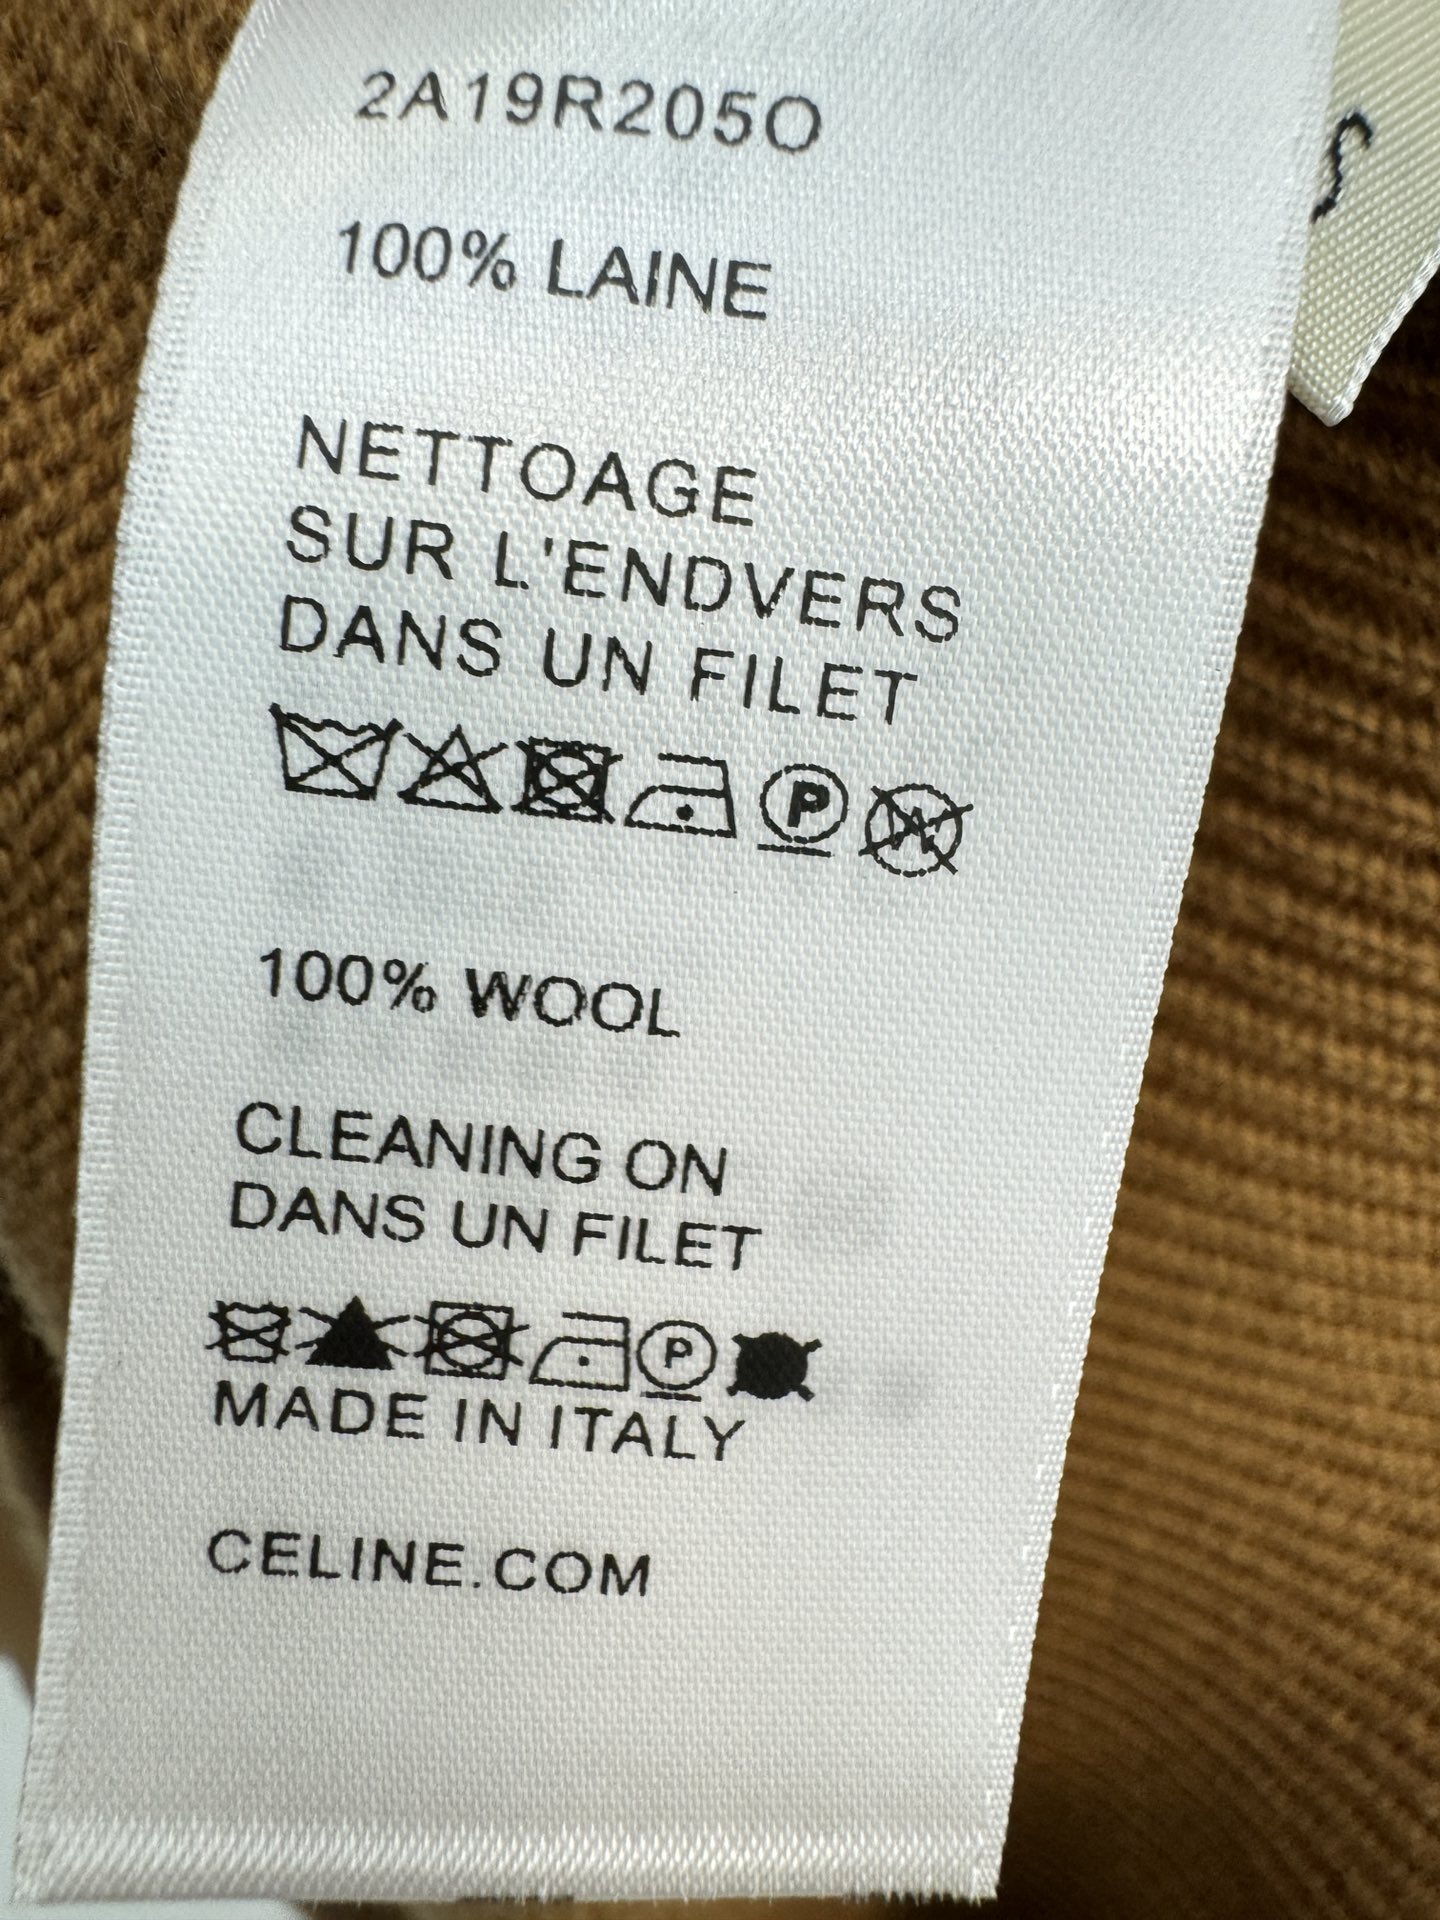 2A19R205O
100% LAINE
NETTOAGE
SUR L'ENDVERS
DANS UN FILET
P
W
100% WOOL
CLEANING ON
DANS UN FILET
P
MADE IN ITALY
CELINE.COM
S